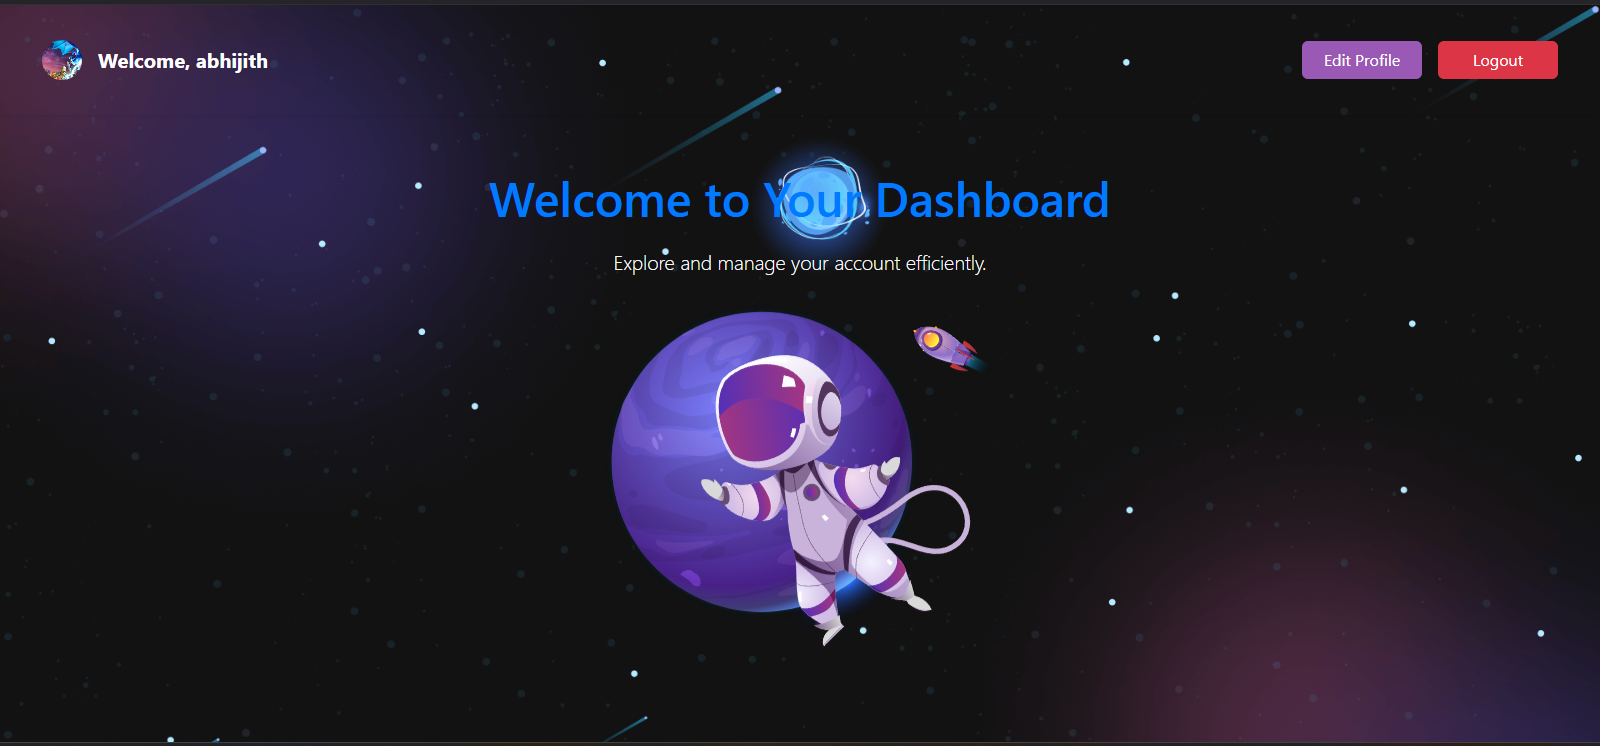 Welcome, abhijith
Edit Profile
Logout
Welcome to Your Dashboard
Explore and manage your account efficiently.